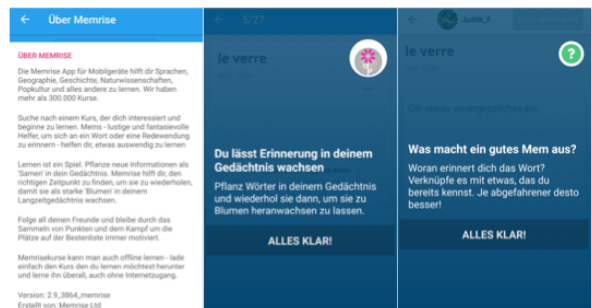 Über Memrise
ÜBER MEMRISE
Die Memrise App für Mobilgeräte hilft dir Sprachen,
Geographie, Geschichte, Naturwissenschaften,
Popkultur und alles andere zu lernen. Wir haben
mehr als 300.000 Kurse.
Suche nach einem Kurs, der dich interessiert und
beginne zu lernen. Mems - lustige und fantasievolle
Helfer, um sich an ein Wort oder eine Redewendung
zu erinnern - helfen dir, etwas auswendig zu lernen
Lernen ist ein Spiel. Pflanze neue Informationen als
'Samen' in dein Gedächtnis. Memrise hilft dir, den
richtigen Zeitpunkt zu finden, um sie zu wiederholen,
damit sie als starke 'Blumen' in deinem
Langzeitgedächtnis wachsen.
Folge all deinen Freunde und bleibe durch das
Sammeln von Punkten und dem Kampf um die
Plätze auf der Bestenliste immer motiviert.
Memrisekurse kann man auch offline lernen - lade
einfach den Kurs den du lernen möchtest herunter
und lerne ihn überall, auch ohne Internetzugang.
Version: 2.9_3864_memrise
Erstellt von: Memrise Ltd
5/27
le verre
Du lässt Erinnerung in deinem
Gedächtnis wachsen
Pflanz Wörter in deinem Gedächtnis
und wiederhol sie dann, um sie zu
Blumen heranwachsen zu lassen.
ALLES KLAR!
Judith_F
le verre
?
Gib etwas unvergessliches ein
Was macht ein gutes Mem aus?
Woran erinnert dich das Wort?
Verknüpfe es mit etwas, das du
bereits kennst. Je abgefahrener desto
besser!
ALLES KLAR!